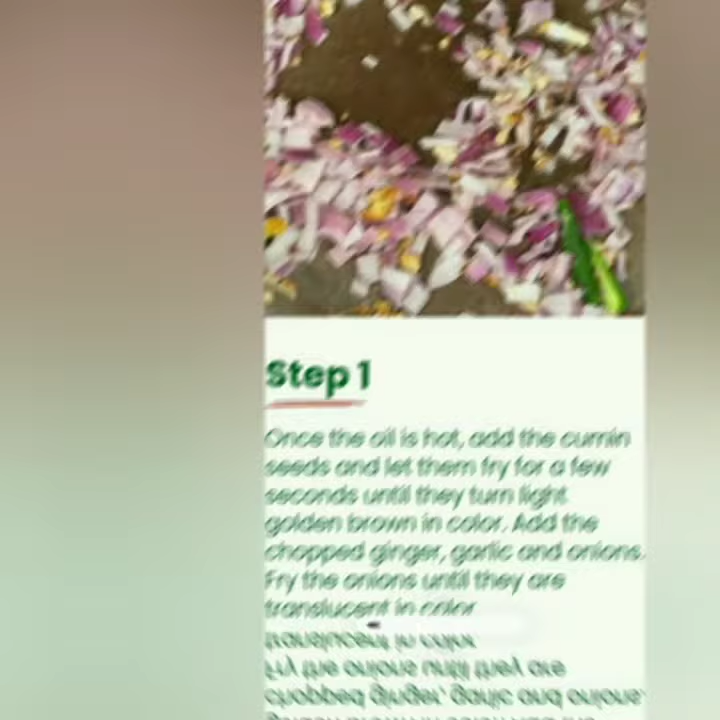 Step 1
Once the oil is hot, add the cumin
seeds and let them fry for a few
seconds until they turn light
golden brown in color. Add the
chopped ginger, garlic and onions.
Fry the onions until they are
translucent in color